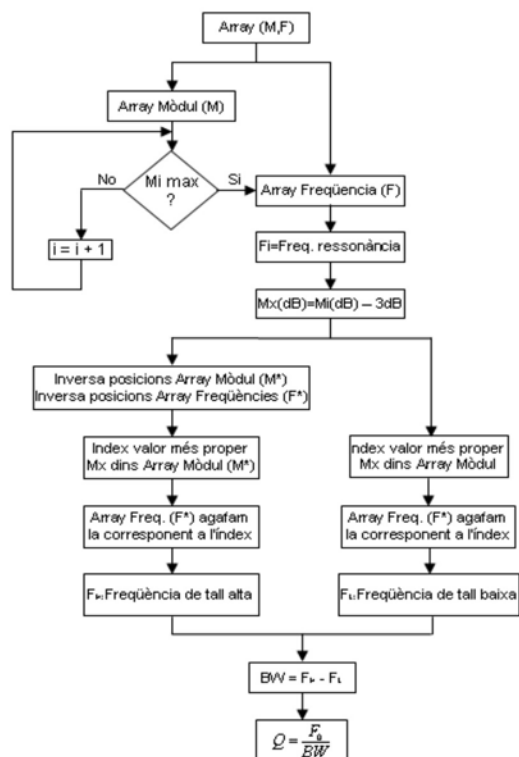 Array (M,F)
Array Mòdul (M)
Mi max
?
No
Si
i = i + 1
Array Freqüencia (F)
Fi=Freq. ressonància
Mx(dB)=Mi(dB) – 3dB
Inversa posicions Array Mòdul (M*)
Inversa posicions Array Freqüències (F*)
Index valor més proper
Mx dins Array Mòdul (M*)
Array Freq. (F*) agafam
la corresponent a l'índex
FH:Freqüència de tall alta
ndex valor més proper
Mx dins Array Mòdul
Array Freq. (F*) agafam
la corresponent a l'índex
FL:Freqüència de tall baixa
BW = FH - FL
Q = F0 / BW